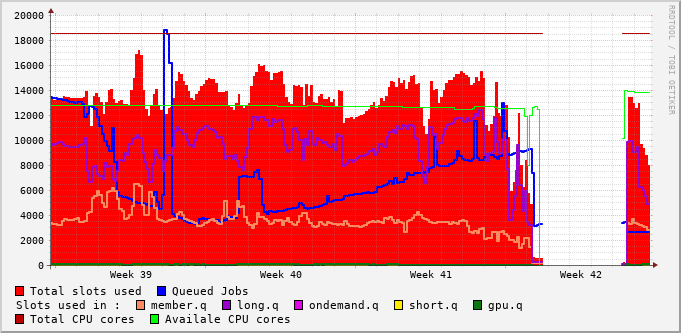 20000
18000
16000
14000
12000
10000
8000
6000
4000
2000
0
Week 39 Week 40 Week 41 Week 42
RRDTOOL / TOBI OETIKER
Total slots used Queued Jobs
Slots used in : member.q long.q ondemand.q short.q gpu.q
Total CPU cores Availale CPU cores